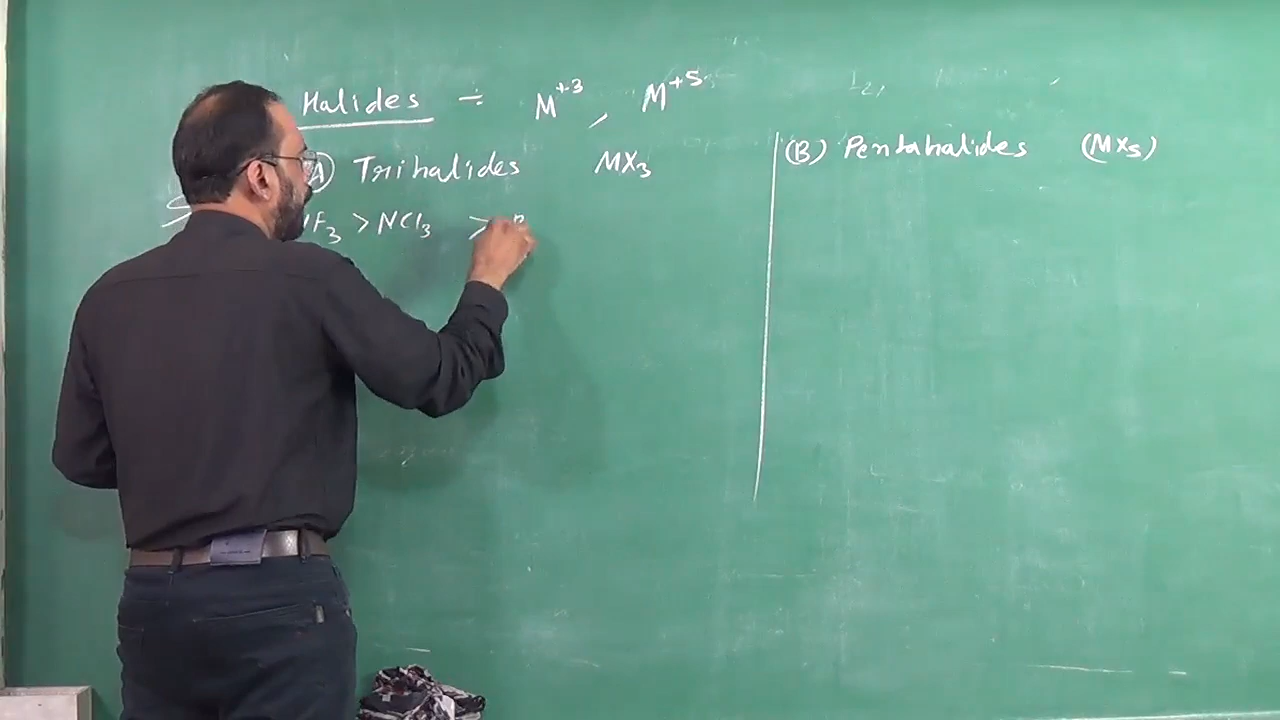 Halides ÷ M+3 , M+5
(A) Trihalides MX3
F3 > NCl3 >
(B) Pentahalides (MX5)